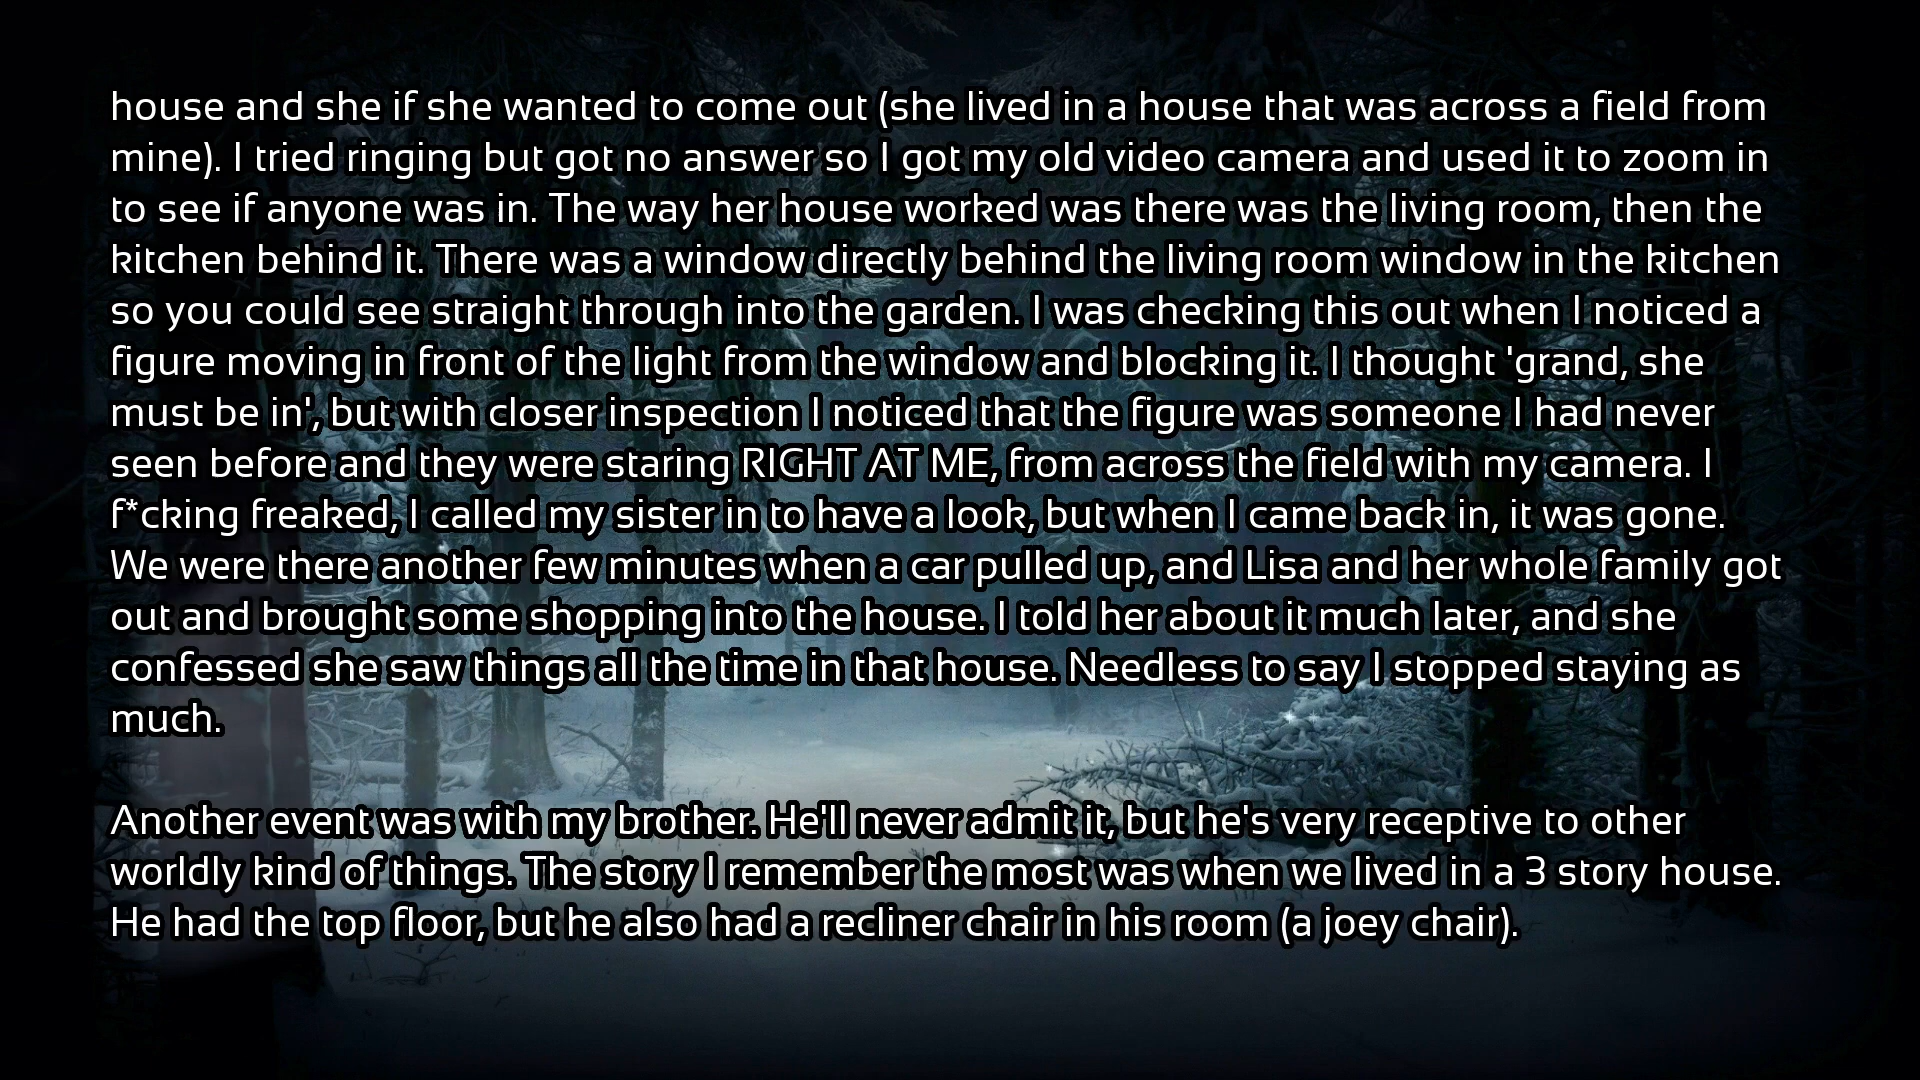 house and she if she wanted to come out (she lived in a house that was across a field from
mine). I tried ringing but got no answer so I got my old video camera and used it to zoom in
to see if anyone was in. The way her house worked was there was the living room, then the
kitchen behind it. There was a window directly behind the living room window in the kitchen
so you could see straight through into the garden. I was checking this out when I noticed a
figure moving in front of the light from the window and blocking it. I thought 'grand, she
must be in', but with closer inspection I noticed that the figure was someone I had never
seen before and they were staring RIGHT AT ME, from across the field with my camera. I
f*cking freaked, I called my sister in to have a look, but when I came back in, it was gone.
We were there another few minutes when a car pulled up, and Lisa and her whole family got
out and brought some shopping into the house. I told her about it much later, and she
confessed she saw things all the time in that house. Needless to say I stopped staying as
much.
Another event was with my brother. He'll never admit it, but he's very receptive to other
worldly kind of things. The story I remember the most was when we lived in a 3 story house.
He had the top floor, but he also had a recliner chair in his room (a joey chair).